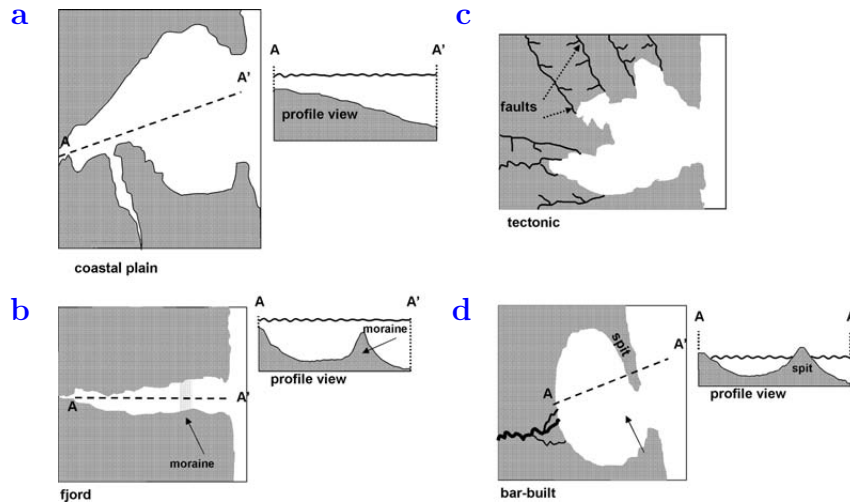 a
A
A'
A
A'
profile view
coastal plain
c
faults
tectonic
b
A
A'
moraine
fjord
A
A'
moraine
profile view
d
spit
A
A'
bar-built
A
A'
spit
profile view